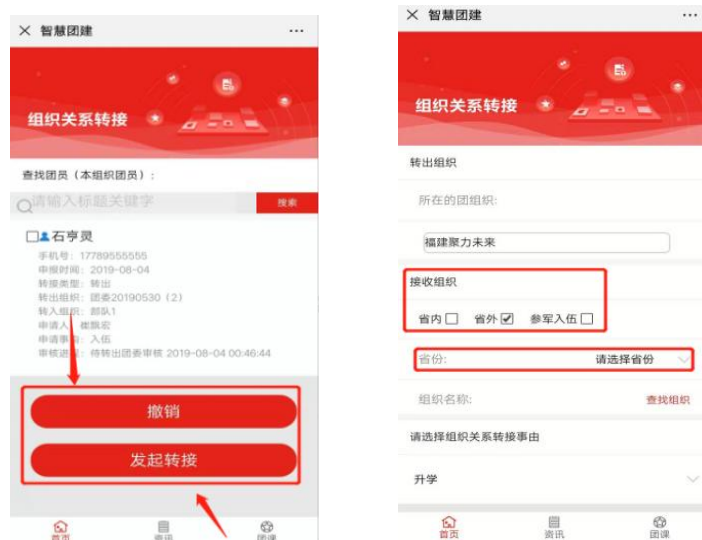 智慧团建
组织关系转接
查找团员（本组织团员）：
请输入标题关键字
搜索
石亨灵
手机号：17789555555
申报时间：2019-08-04
转接类型：转出
转出组织：团委20190530（2）
转入组织：部队1
申请人：崔飘宏
申请事由：入伍
审核进度：待转出团委审核 2019-08-04 00:46:44
撤销
发起转接
首页 资讯 团课
智慧团建
组织关系转接
转出组织
所在的团组织：
福建聚力未来
接收组织
省内 省外 参军入伍
省份： 请选择省份
组织名称： 查找组织
请选择组织关系转接事由
升学
首页 资讯 团课